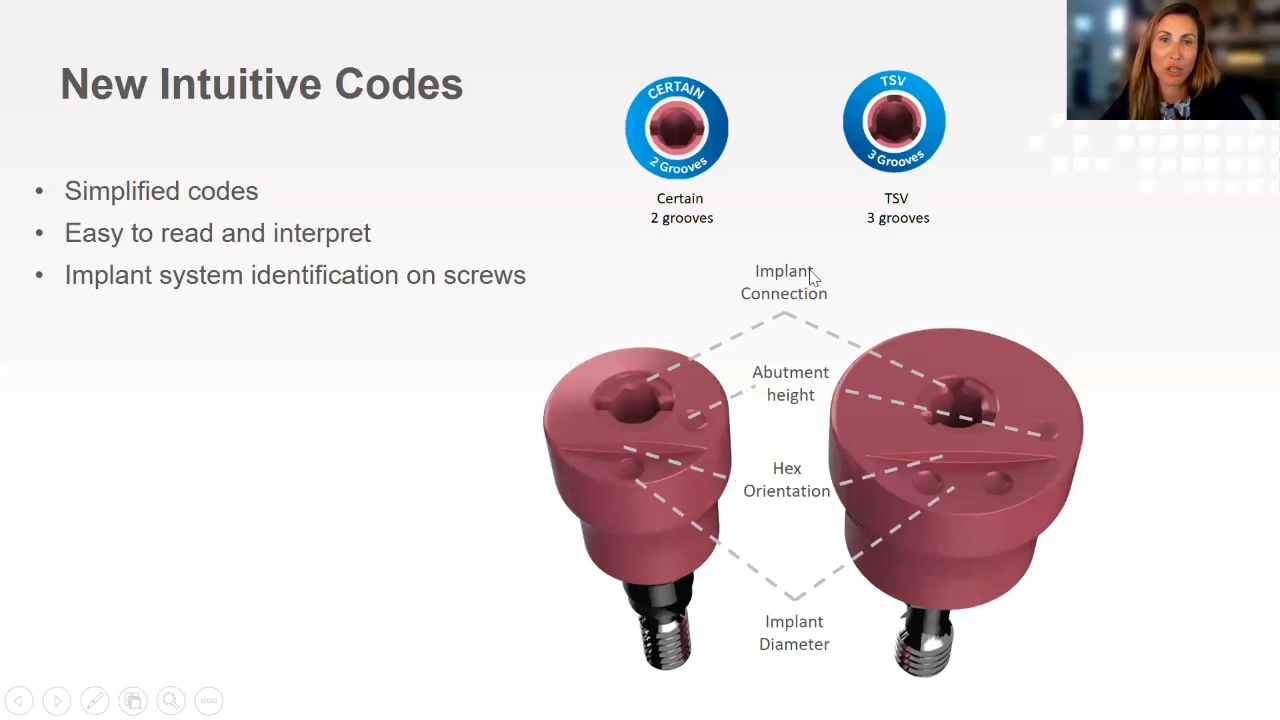 New Intuitive Codes
• Simplified codes
• Easy to read and interpret
• Implant system identification on screws
CERTAIN
2 Grooves
TSV
3 Grooves
Certain
2 grooves
TSV
3 grooves
Implant
Connection
Abutment
height
Hex
Orientation
Implant
Diameter